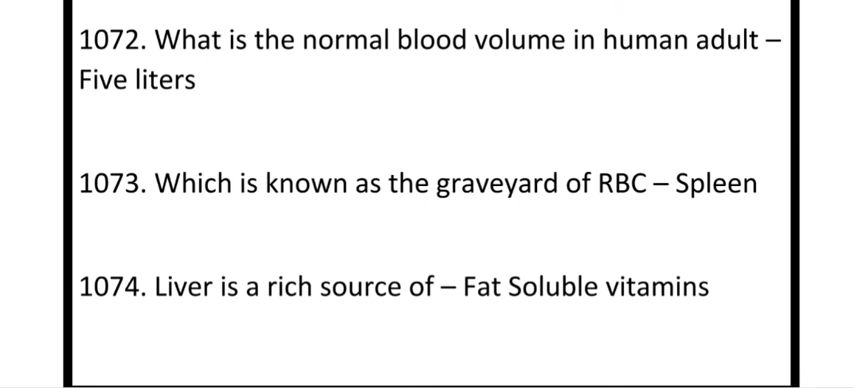 1072. What is the normal blood volume in human adult –
Five liters
1073. Which is known as the graveyard of RBC – Spleen
1074. Liver is a rich source of – Fat Soluble vitamins